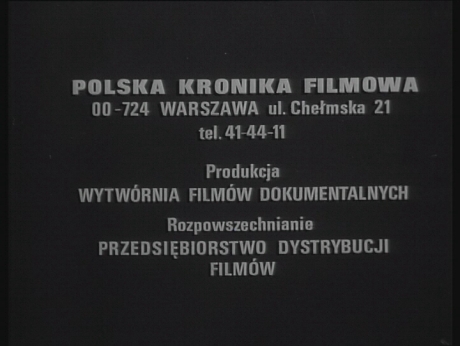 POLSKA KRONIKA FILMOWA
00-724 WARSZAWA ul. Chełmska 21
tel. 41-44-11
Produkcja
WYTWÓRNIA FILMÓW DOKUMENTALNYCH
Rozpowszechnianie
PRZEDSIĘBIORSTWO DYSTRYBUCJI
FILMÓW